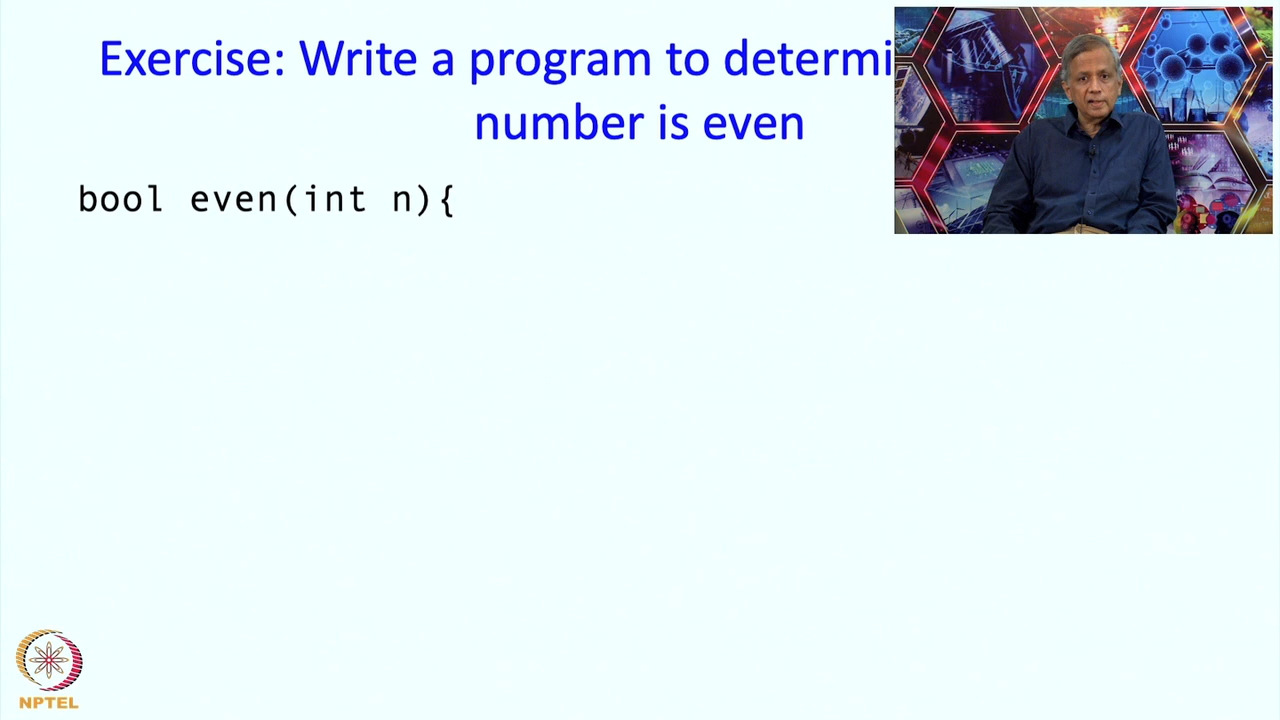 Exercise: Write a program to determi
number is even
bool even(int n){
NPTEL